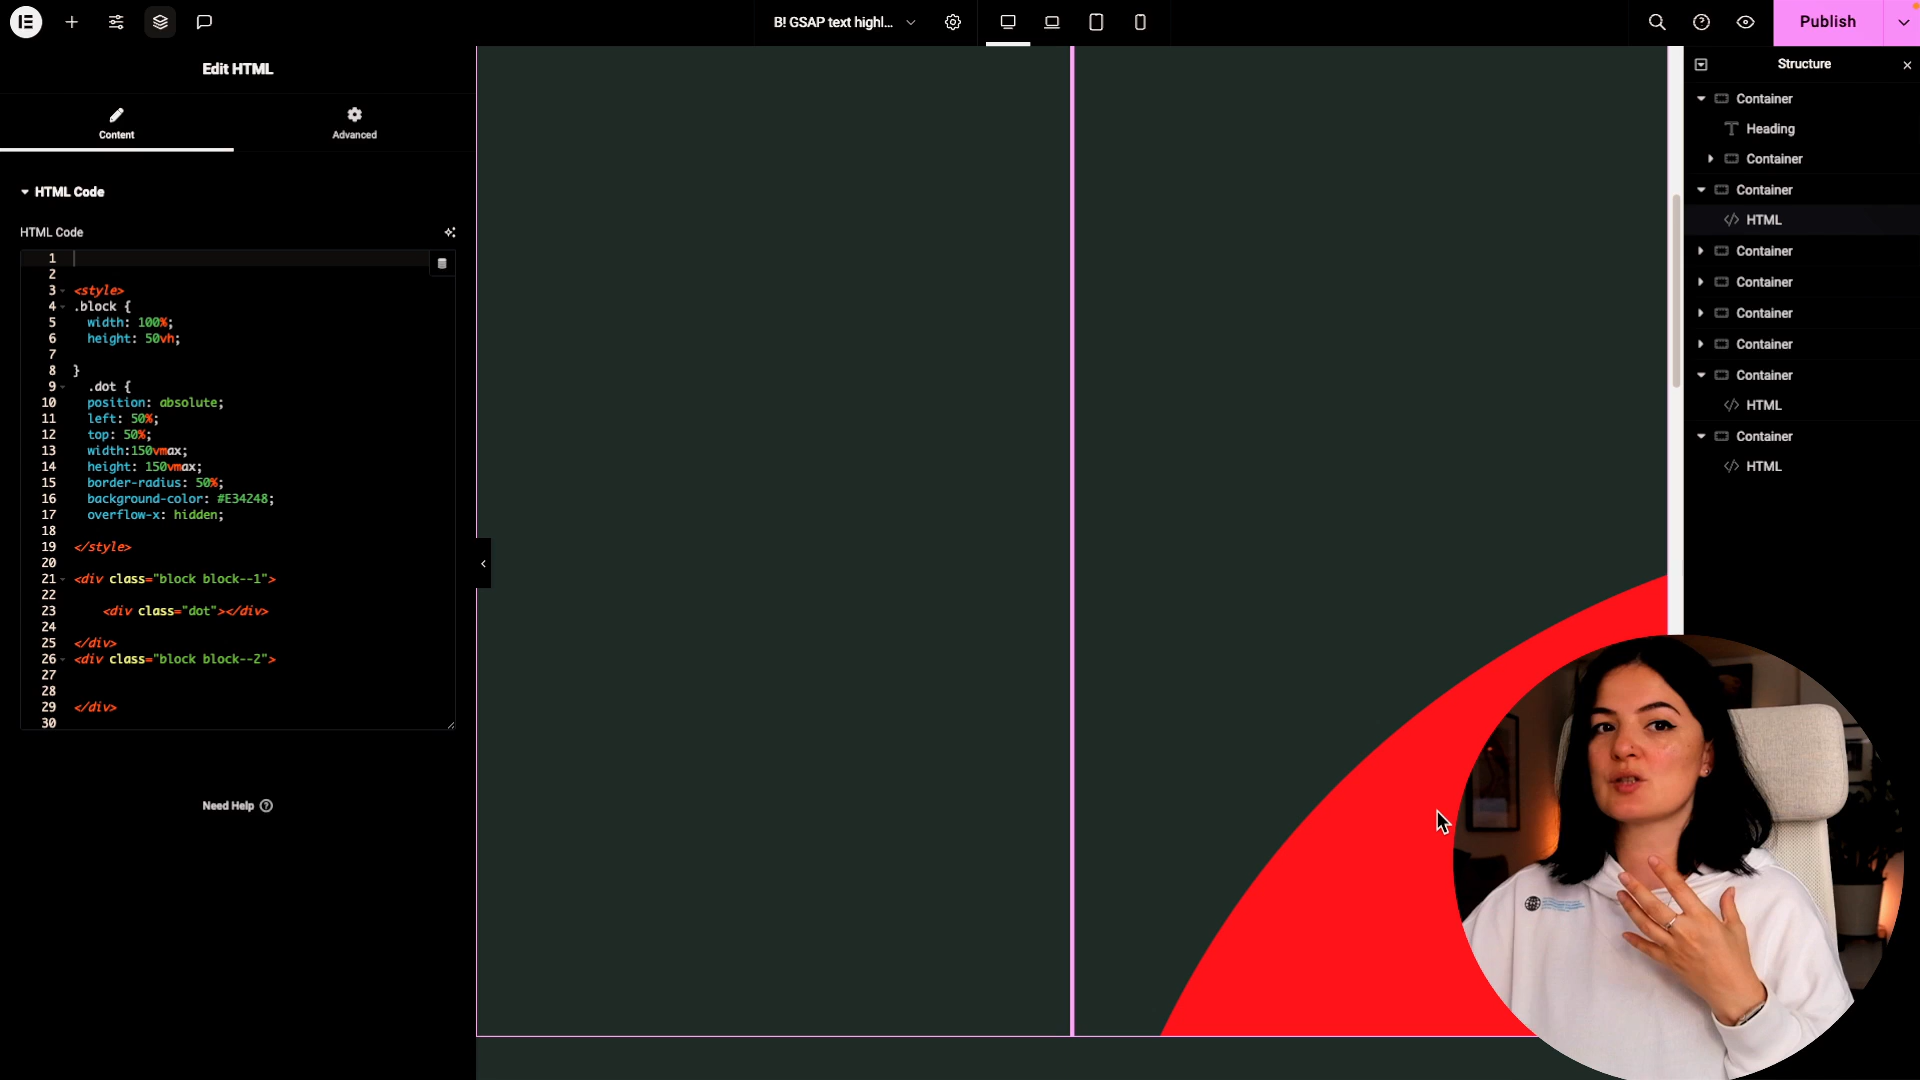 B! GSAP text highl...
Publish
Edit HTML
Content
Advanced
HTML Code
HTML Code
1
2
3 <style>
4 .block {
5 width: 100%;
6 height: 50vh;
7
8 }
9 .dot {
10 position: absolute;
11 left: 50%;
12 top: 50%;
13 width:150vmax;
14 height: 150vmax;
15 border-radius: 50%;
16 background-color: #E34248;
17 overflow-x: hidden;
18
19 </style>
20
21 <div class="block block--1">
22
23 <div class="dot"></div>
24
25 </div>
26 <div class="block block--2">
27
28
29 </div>
30
Need Help
Structure
Container
Heading
Container
Container
HTML
Container
Container
Container
Container
Container
HTML
Container
HTML